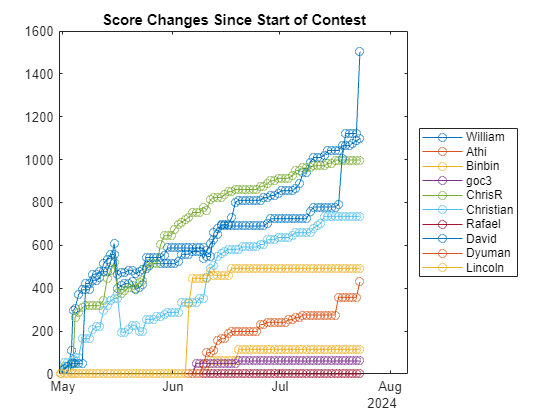 Score Changes Since Start of Contest
1600
1400
1200
1000
800
600
400
200
0
May
Jun
Jul
Aug
2024
William
Athi
Binbin
goc3
ChrisR
Christian
Rafael
David
Dyuman
Lincoln